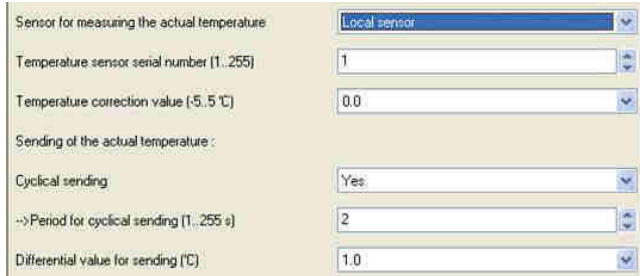 Sensor for measuring the actual temperature Local sensor
Temperature sensor serial number (1..255) 1
Temperature correction value (-5..5 °C) 0.0
Sending of the actual temperature :
Cyclical sending Yes
-->Period for cyclical sending (1..255 s) 2
Differential value for sending (°C) 1.0